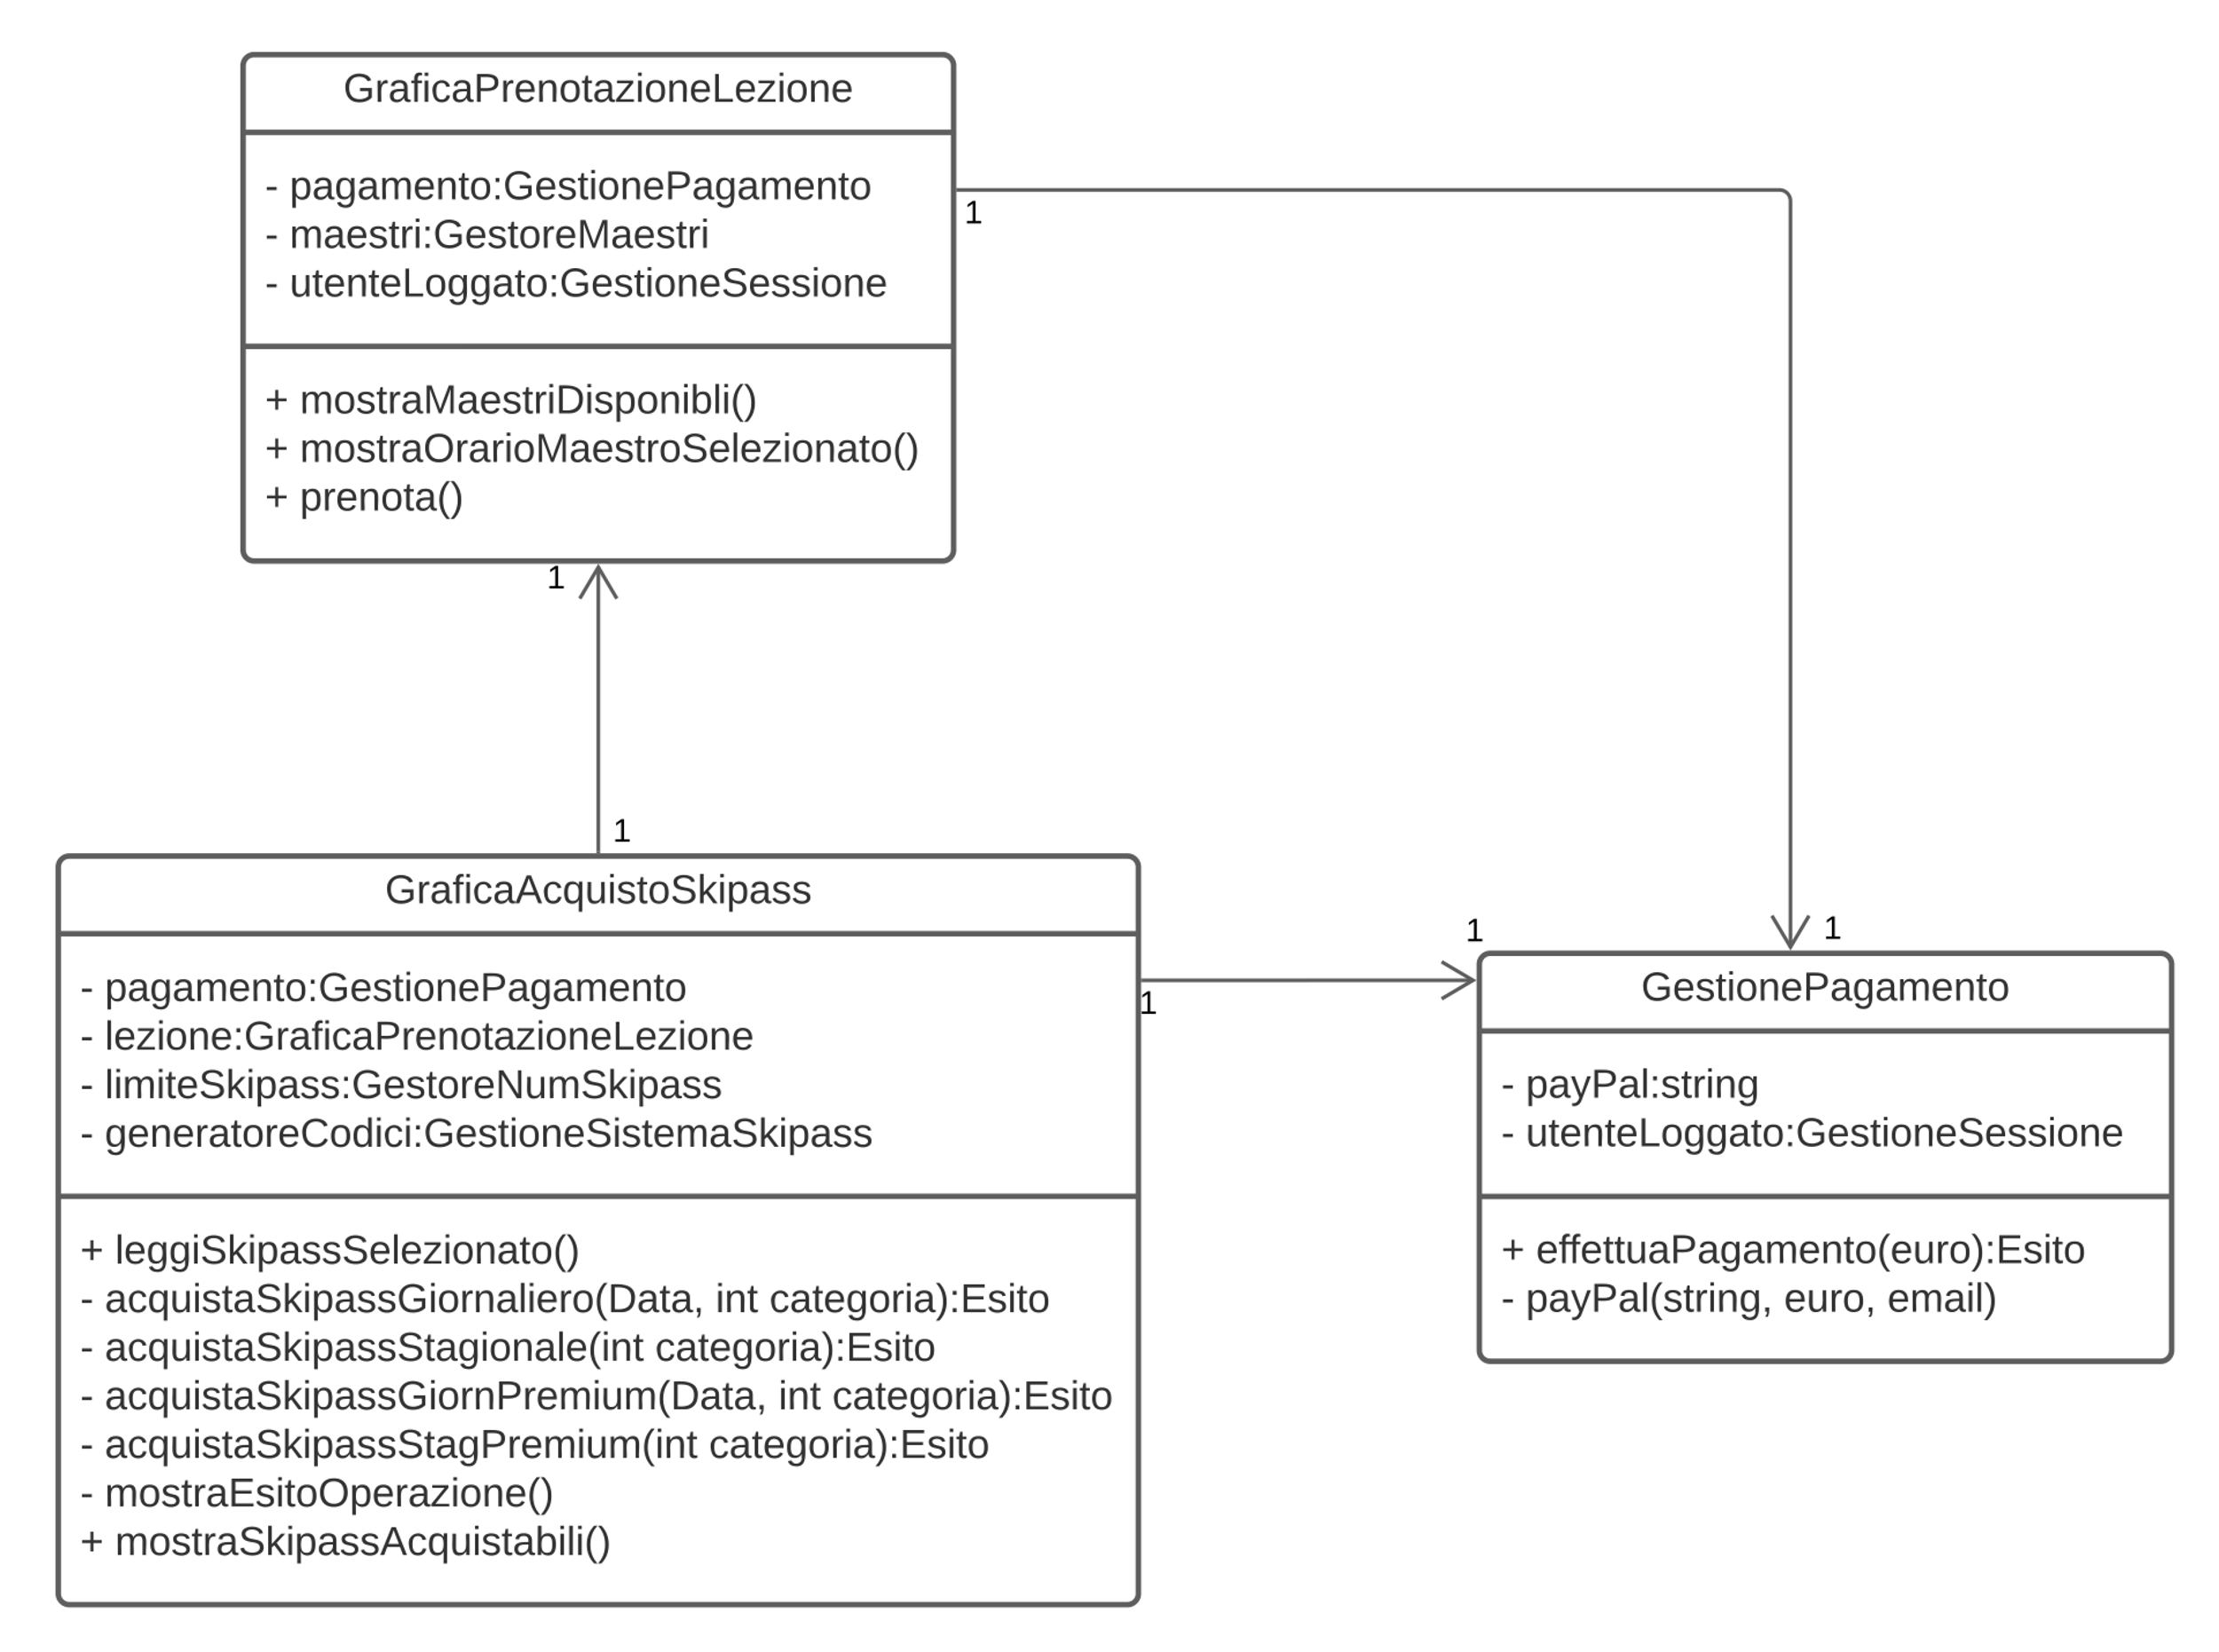 GraficaPrenotazioneLezione
- pagamento:GestionePagamento
- maestri:GestoreMaestri
- utenteLoggato:GestioneSessione
+ mostraMaestriDisponibli()
+ mostraOrarioMaestroSelezionato()
+ prenota()
1
1
1
1
GraficaAcquistoSkipass
- pagamento:GestionePagamento
- lezione:GraficaPrenotazioneLezione
- limiteSkipass:GestoreNumSkipass
- generatoreCodici:GestioneSistemaSkipass
+ leggiSkipassSelezionato()
- acquistaSkipassGiornaliero(Data, int categoria):Esito
- acquistaSkipassStagionale(int categoria):Esito
- acquistaSkipassGiornPremium(Data, int categoria):Esito
- acquistaSkipassStagPremium(int categoria):Esito
- mostraEsitoOperazione()
+ mostraSkipassAcquistabili()
1
1
GestionePagamento
- payPal:string
- utenteLoggato:GestioneSessione
+ effettuaPagamento(euro):Esito
- payPal(string, euro, email)